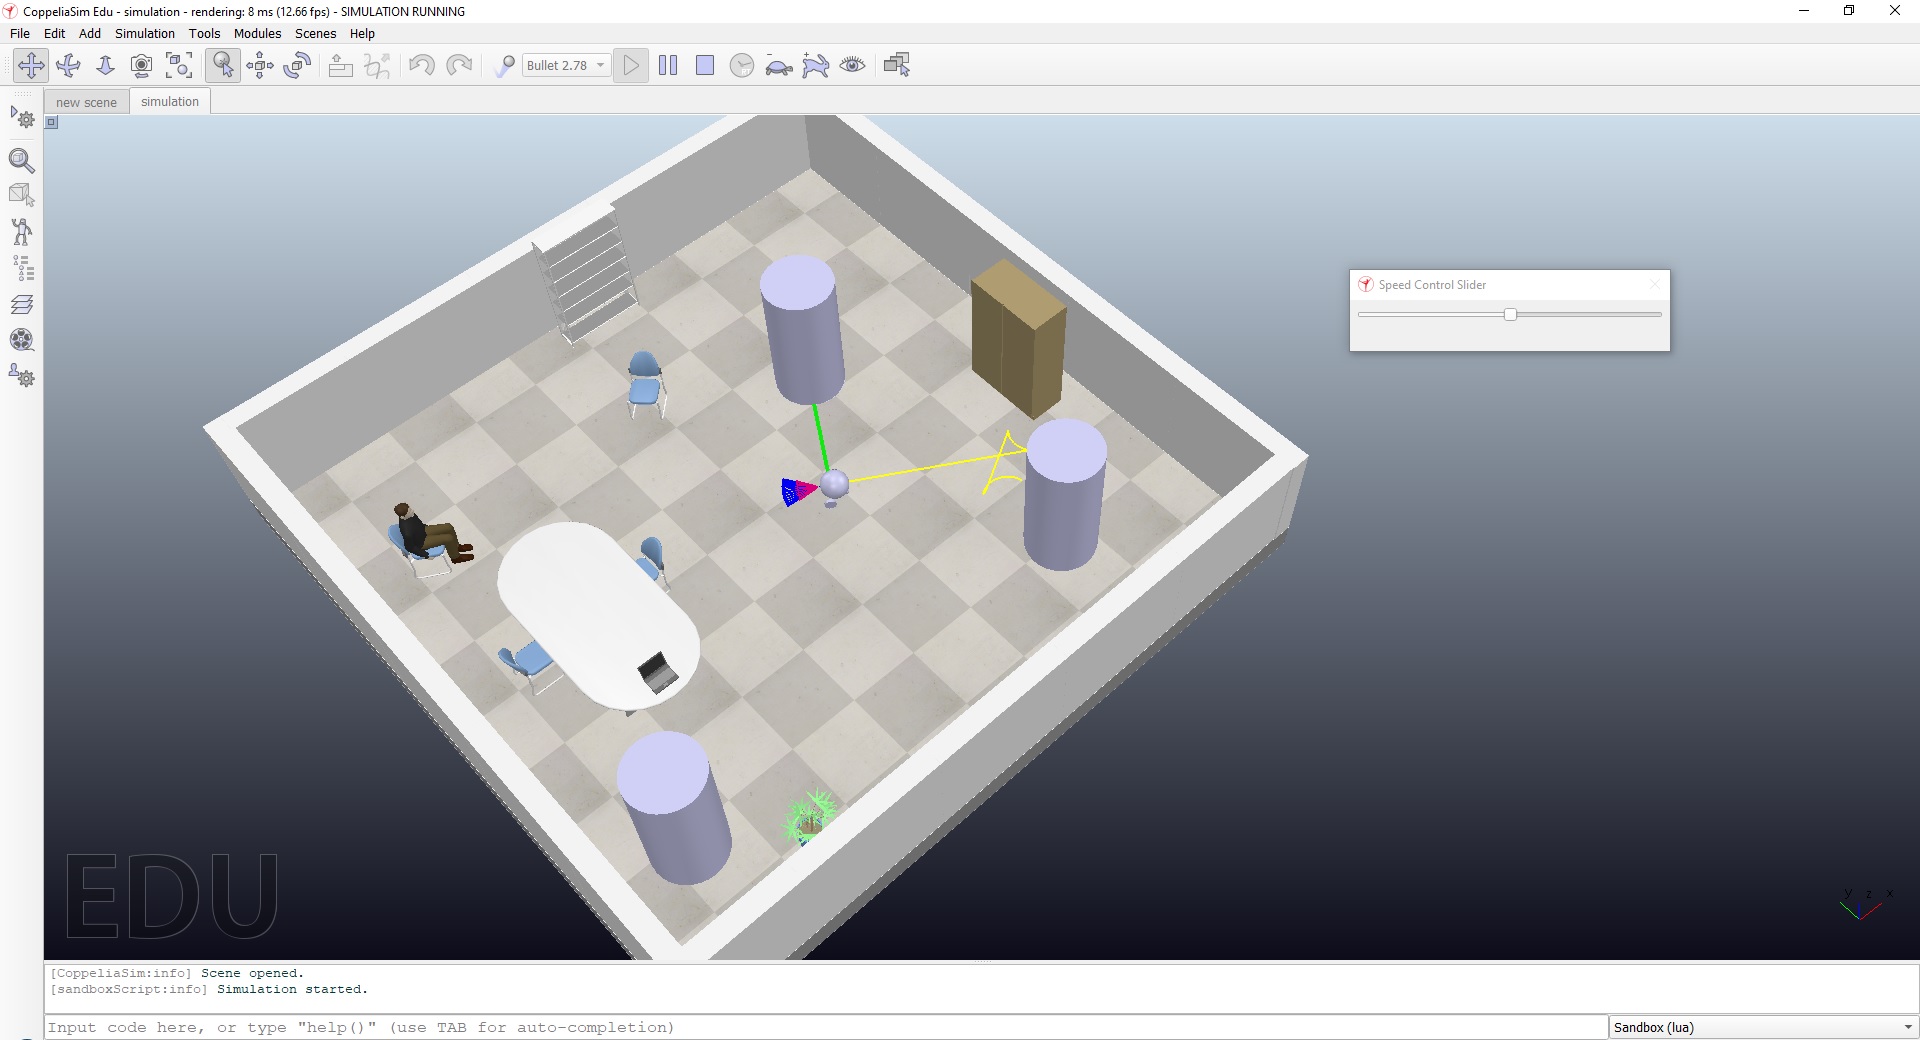 CoppeliaSim Edu - simulation - rendering: 8 ms (12.66 fps) - SIMULATION RUNNING
File Edit Add Simulation Tools Modules Scenes Help
Bullet 2.78
new scene simulation
Speed Control Slider
EDU
y z x
[CoppeliaSim:info] Scene opened.
[sandboxScript:info] Simulation started.
Input code here, or type "help()" (use TAB for auto-completion)
Sandbox (lua)